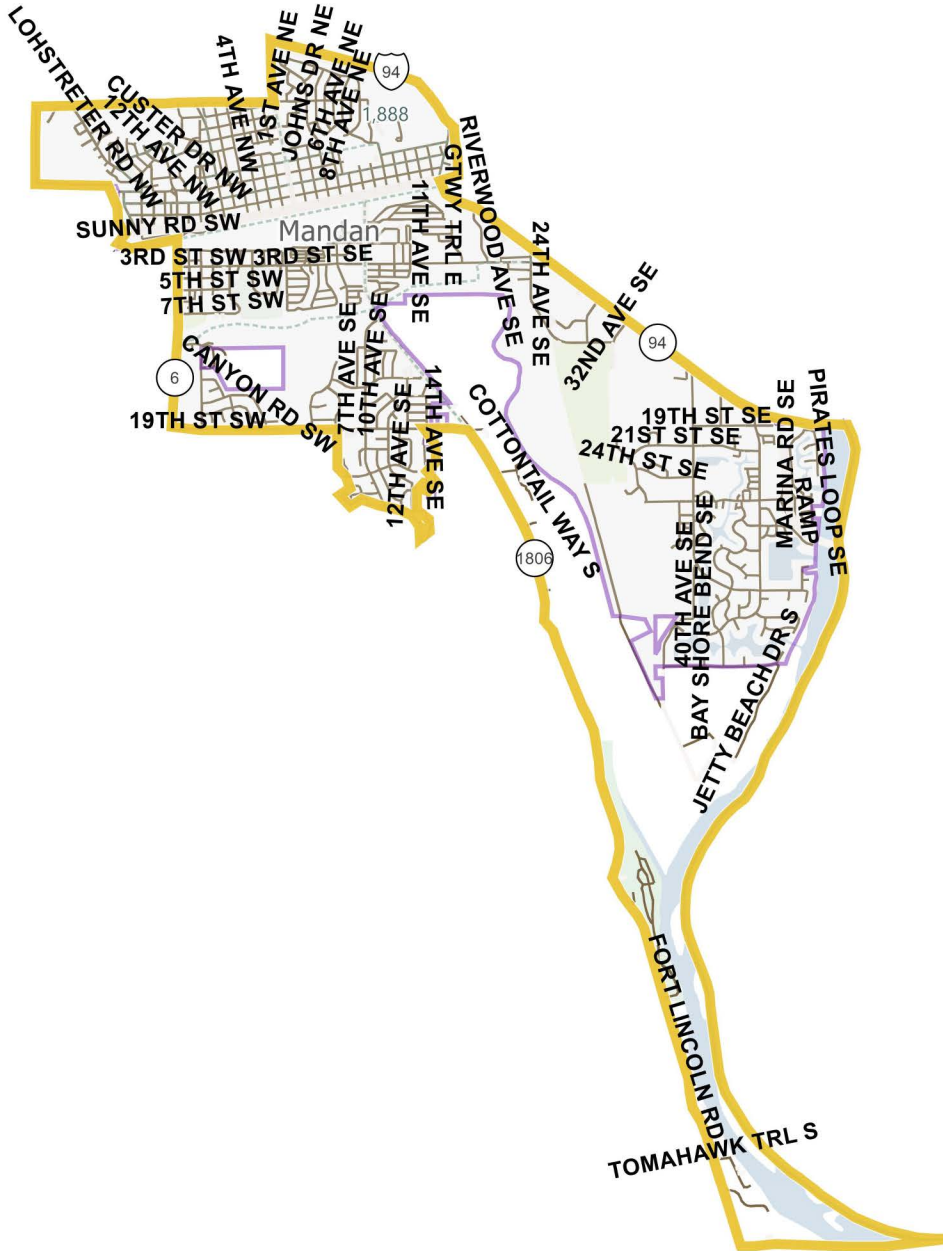 LOHSTRETER RD NW
CUSTER DR NW
12TH AVE NW
4TH AVE NW
1ST AVE NE
JOHNS DR NE
6TH AVE NE
8TH AVE NE
94
1,888
RIVERWOOD AVE SE
GTWY TRL E
11TH AVE SE
SUNNY RD SW
Mandan
3RD ST SW
3RD ST SE
5TH ST SW
7TH ST SW
24TH AVE SE
32ND AVE SE
94
6
CANYON RD SW
19TH ST SW
7TH AVE SE
10TH AVE SE
12TH AVE SE
14TH AVE SE
COTTONTAIL WAY S
1806
19TH ST SE
21ST ST SE
24TH ST SE
MARINA RD SE
RAMP
PIRATES LOOP SE
40TH AVE SE
BAY SHORE BEND SE
JETTY BEACH DR S
FORT LINCOLN RD
TOMAHAWK TRL S